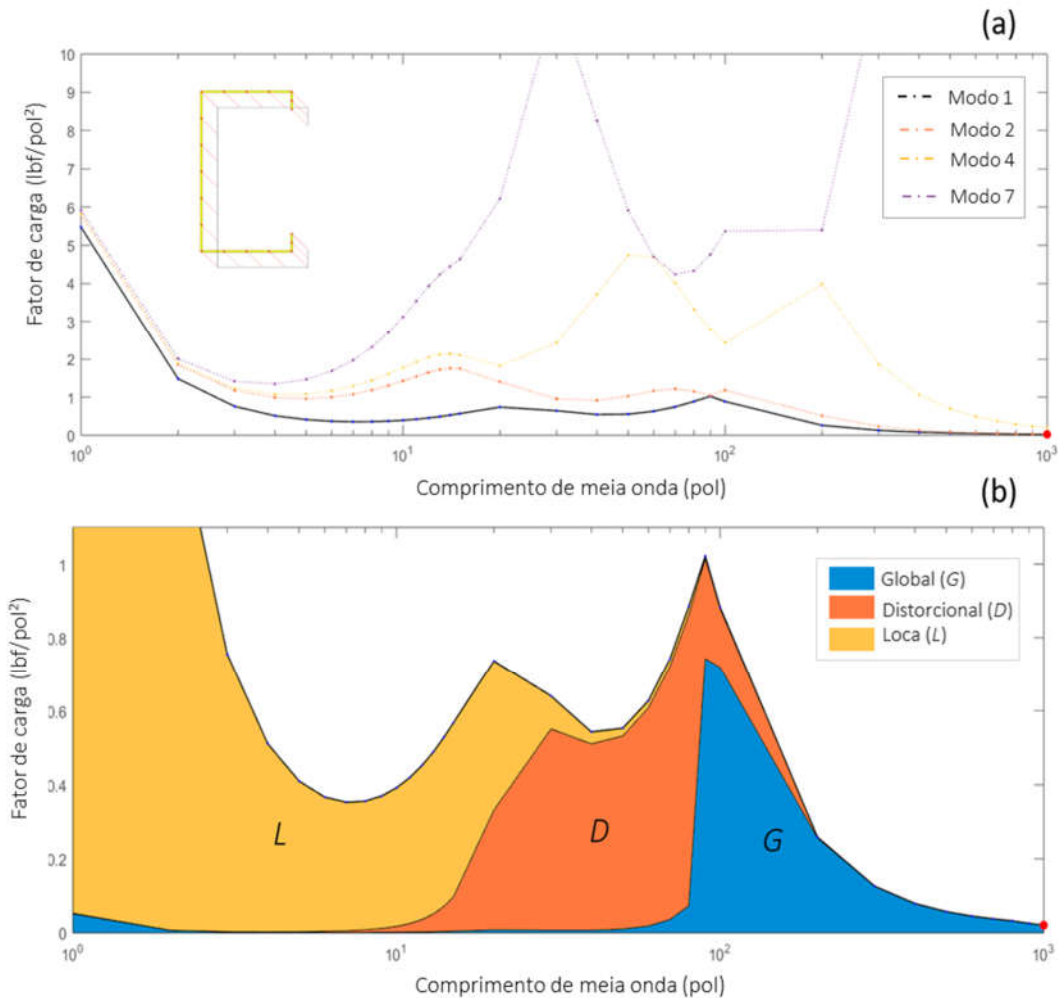 (a)
Fator de carga (lbf/pol²)
10
9
8
7
6
5
4
3
2
1
0
Modo 1
Modo 2
Modo 4
Modo 7
10⁰
10¹
10²
10³
Comprimento de meia onda (pol)
(b)
Fator de carga (lbf/pol²)
1
0.8
0.6
0.4
0.2
0
Global (G)
Distorcional (D)
Loca (L)
L
D
G
10⁰
10¹
10²
10³
Comprimento de meia onda (pol)